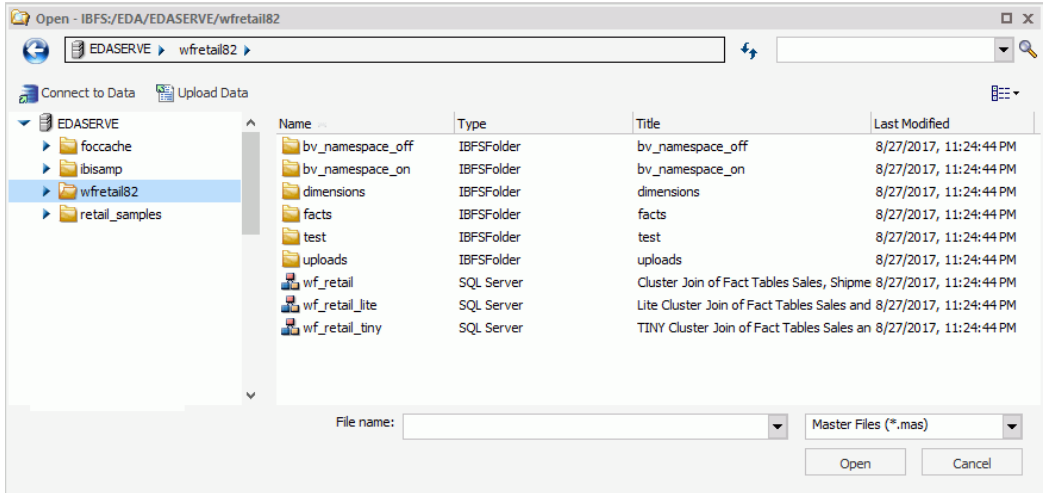 Open - IBFS:/EDA/EDASERVE/wfretail82
EDASERVE wfretail82
Connect to Data Upload Data
EDASERVE
foccache
ibisamp
wfretail82
retail_samples
Name Type Title Last Modified
bv_namespace_off IBFSFolder bv_namespace_off 8/27/2017, 11:24:44 PM
bv_namespace_on IBFSFolder bv_namespace_on 8/27/2017, 11:24:44 PM
dimensions IBFSFolder dimensions 8/27/2017, 11:24:44 PM
facts IBFSFolder facts 8/27/2017, 11:24:44 PM
test IBFSFolder test 8/27/2017, 11:24:44 PM
uploads IBFSFolder uploads 8/27/2017, 11:24:44 PM
wf_retail SQL Server Cluster Join of Fact Tables Sales, Shipme 8/27/2017, 11:24:44 PM
wf_retail_lite SQL Server Lite Cluster Join of Fact Tables Sales and 8/27/2017, 11:24:44 PM
wf_retail_tiny SQL Server TINY Cluster Join of Fact Tables Sales an 8/27/2017, 11:24:44 PM
File name: Master Files (*.mas)
Open Cancel